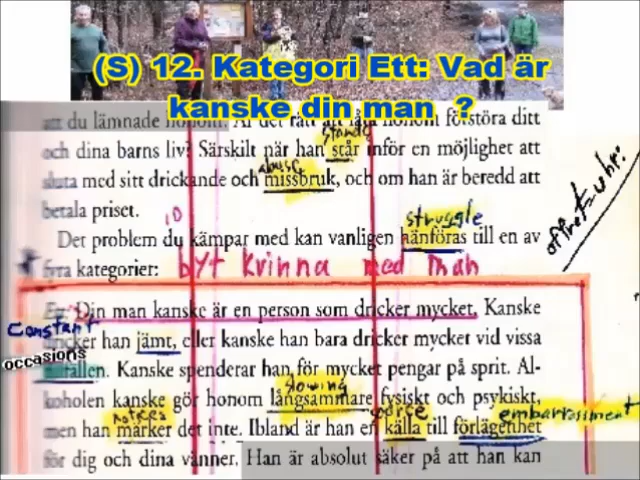 (S) 12. Kategori Ett: Vad är
kanske din man ?
att du lämnade honom. Är det rätt att låta honom förstöra ditt
stands
och dina barns liv? Särskilt när han står inför en möjlighet att
abuse
sluta med sitt drickande och missbruk, och om han är beredd att
betala priset.
10
struggle
Det problem du kämpar med kan vanligen hänföras till en av
fyra kategorier: byt kvinna med man
Din man kanske är en person som dricker mycket. Kanske
Constant
dricker han jämt, eller kanske han bara dricker mycket vid vissa
occasions
tillfällen. Kanske spenderar han för mycket pengar på sprit. Al-
slowing
koholen kanske gör honom långsammare fysiskt och psykiskt,
notices
embarrassment
men han märker det inte. Ibland är han en källa till förlägenhet
för dig och dina vänner. Han är absolut säker på att han kan